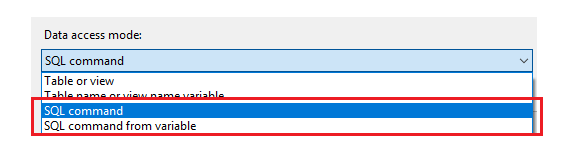 Data access mode:
SQL command
Table or view
Table name or view name variable
SQL command
SQL command from variable